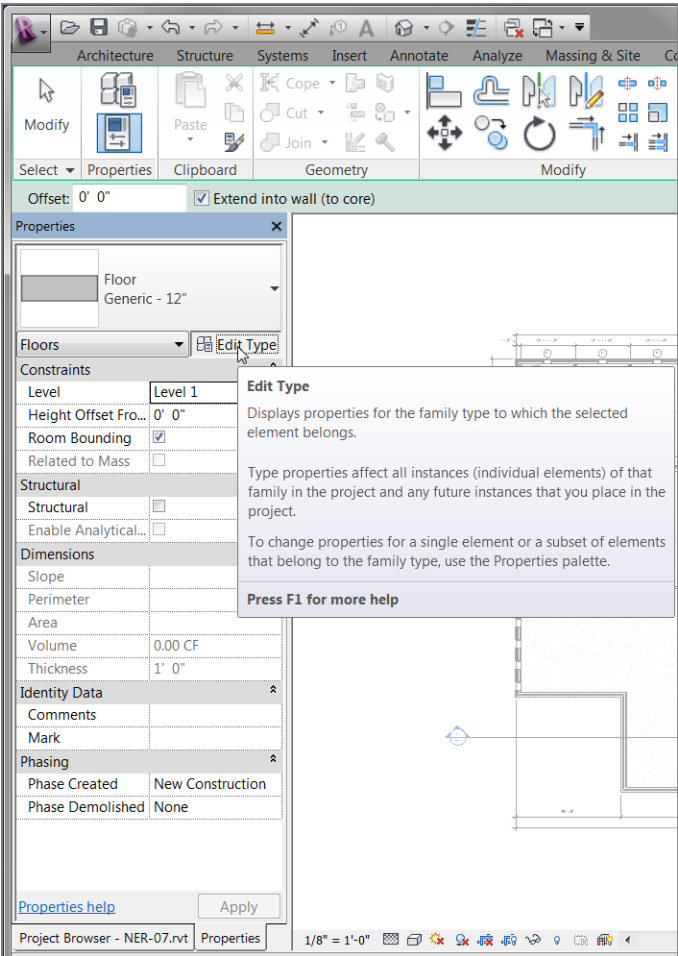 Architecture Structure Systems Insert Annotate Analyze Massing & Site Co
Modify
Paste
Cope
Cut
Join
Select Properties Clipboard Geometry Modify
Offset: 0' 0" Extend into wall (to core)
Properties
Floor
Generic - 12"
Floors Edit Type
Constraints
Level Level 1
Height Offset Fro... 0' 0"
Room Bounding
Related to Mass
Structural
Structural
Enable Analytical...
Dimensions
Slope
Perimeter
Area
Volume 0.00 CF
Thickness 1' 0"
Identity Data
Comments
Mark
Phasing
Phase Created New Construction
Phase Demolished None
Properties help Apply
Project Browser - NER-07.rvt Properties
Edit Type
Displays properties for the family type to which the selected
element belongs.
Type properties affect all instances (individual elements) of that
family in the project and any future instances that you place in the
project.
To change properties for a single element or a subset of elements
that belong to the family type, use the Properties palette.
Press F1 for more help
1/8" = 1'-0"